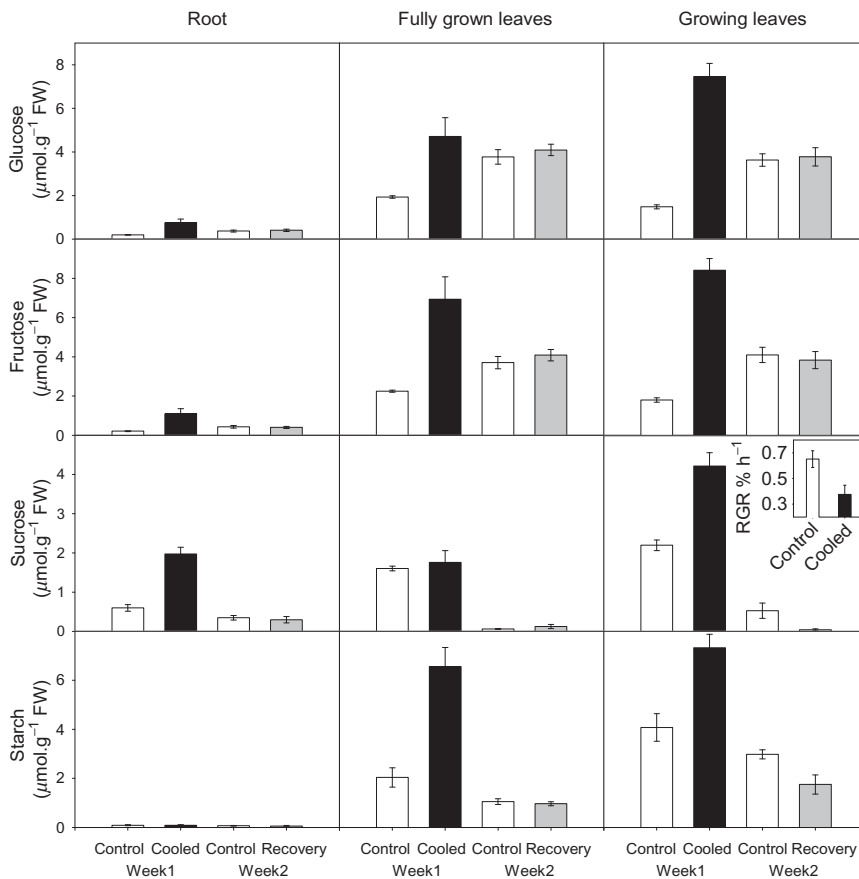 Root Fully grown leaves Growing leaves
Glucose
(μmol.g⁻¹ FW)
8
6
4
2
0
Fructose
(μmol.g⁻¹ FW)
8
6
4
2
0
Sucrose
(μmol.g⁻¹ FW)
4
3
2
1
0
RGR % h⁻¹
0.7
0.5
0.3
Control
Cooled
Starch
(μmol.g⁻¹ FW)
6
4
2
0
Control Cooled Control Recovery Control Cooled Control Recovery Control Cooled Control Recovery
Week1 Week2 Week1 Week2 Week1 Week2